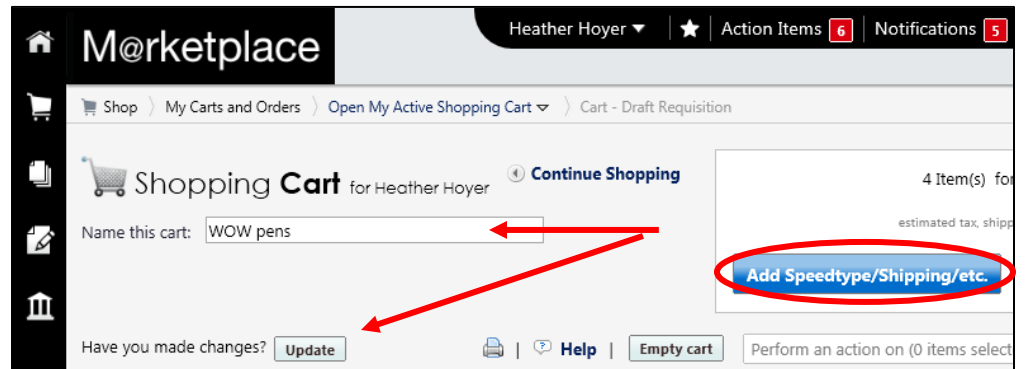 M@rketplace
Heather Hoyer ▼ | ★ | Action Items 6 | Notifications 5
Shop 〉 My Carts and Orders 〉 Open My Active Shopping Cart ▽ 〉 Cart - Draft Requisition
Shopping Cart for Heather Hoyer
Continue Shopping
4 Item(s) for
Name this cart: WOW pens
estimated tax, shipp
Add Speedtype/Shipping/etc.
Have you made changes? Update
| Help | Empty cart
Perform an action on (0 items select